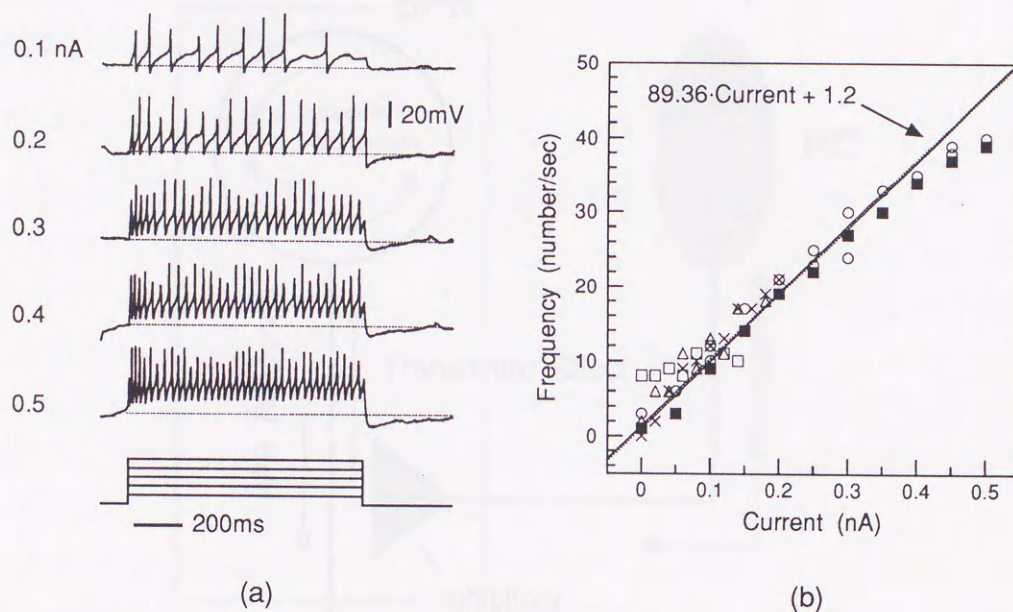 0.1 nA
20mV
0.2
0.3
0.4
0.5
200ms
(a)
50
40
30
20
10
0
Frequency (number/sec)
89.36·Current + 1.2
0 0.1 0.2 0.3 0.4 0.5
Current (nA)
(b)